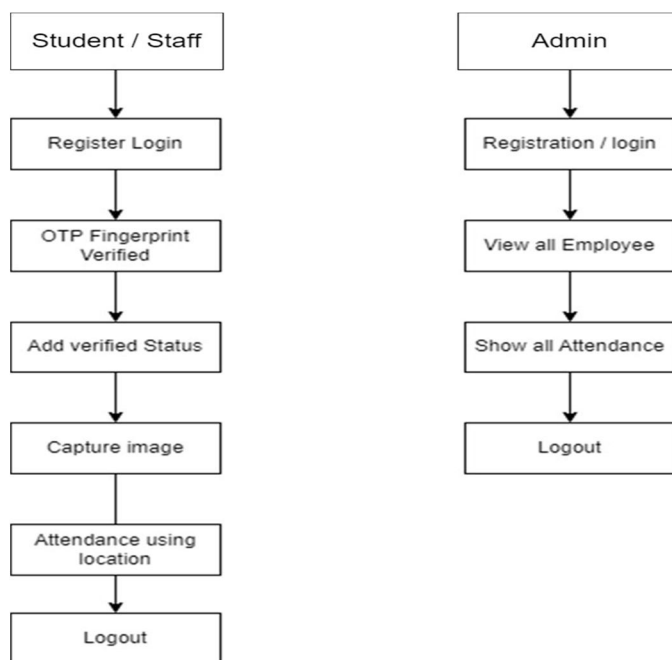 Student / Staff
Register Login
OTP Fingerprint
Verified
Add verified Status
Capture image
Attendance using
location
Logout
Admin
Registration / login
View all Employee
Show all Attendance
Logout